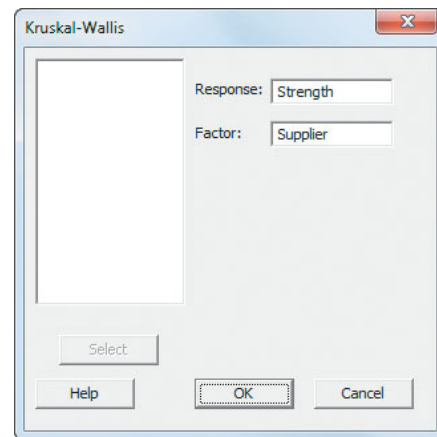 Kruskal-Wallis
Response: Strength
Factor: Supplier
Select
Help OK Cancel